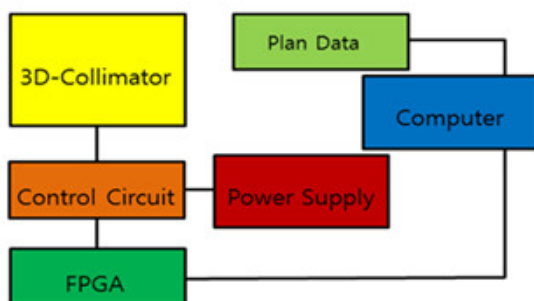 3D-Collimator
Plan Data
Computer
Control Circuit
Power Supply
FPGA